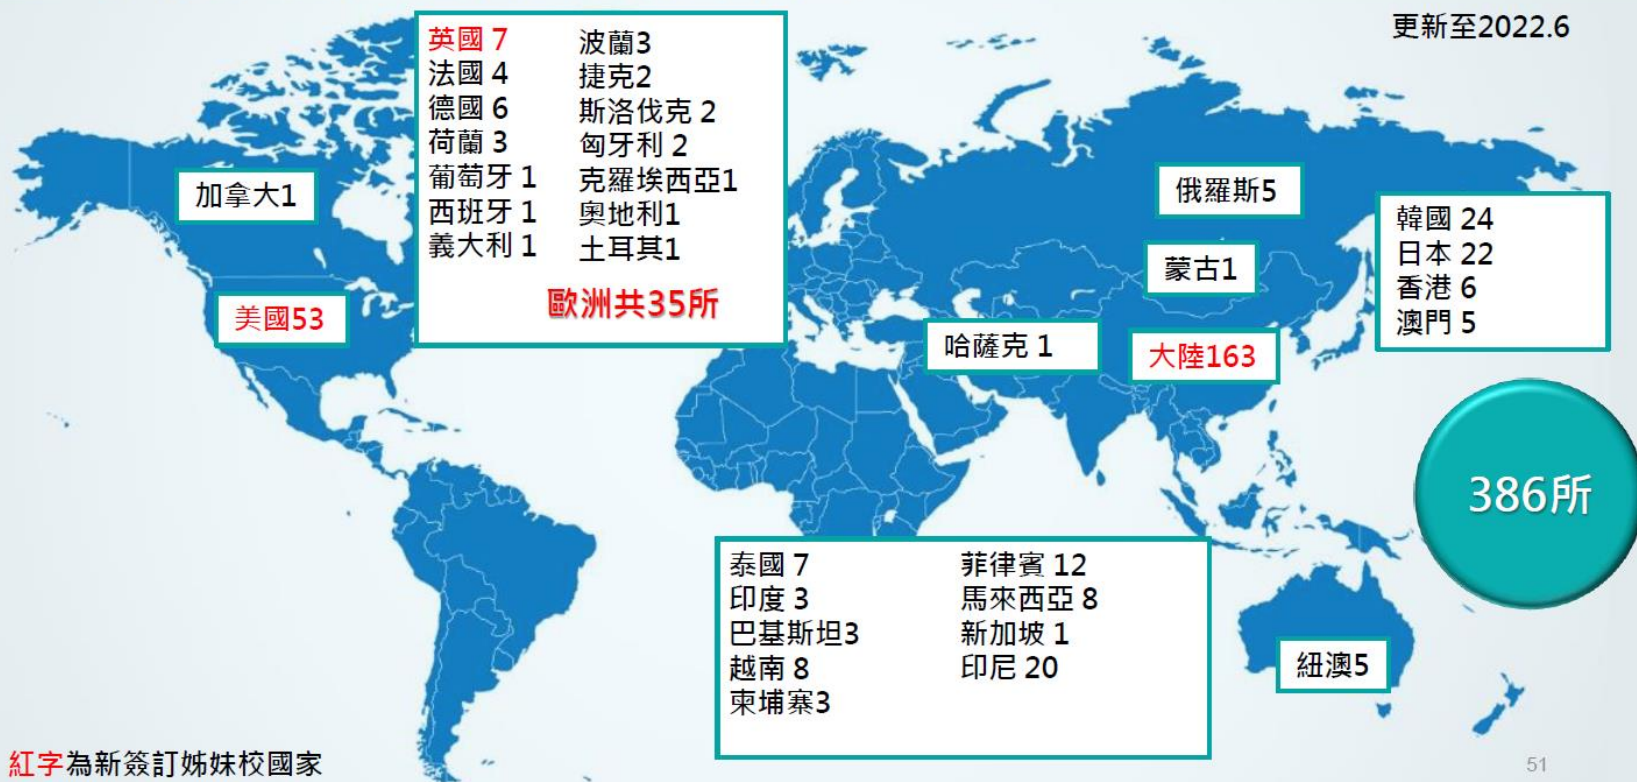 更新至2022.6
英國 7
法國 4
德國 6
荷蘭 3
葡萄牙 1
西班牙 1
義大利 1
波蘭3
捷克2
斯洛伐克 2
匈牙利 2
克羅埃西亞1
奧地利1
土耳其1
歐洲共35所
加拿大1
美國53
俄羅斯5
蒙古1
哈薩克 1
大陸163
韓國 24
日本 22
香港 6
澳門 5
386所
泰國 7
印度 3
巴基斯坦3
越南 8
柬埔寨3
菲律賓 12
馬來西亞 8
新加坡 1
印尼 20
紐澳5
紅字為新簽訂姊妹校國家
51